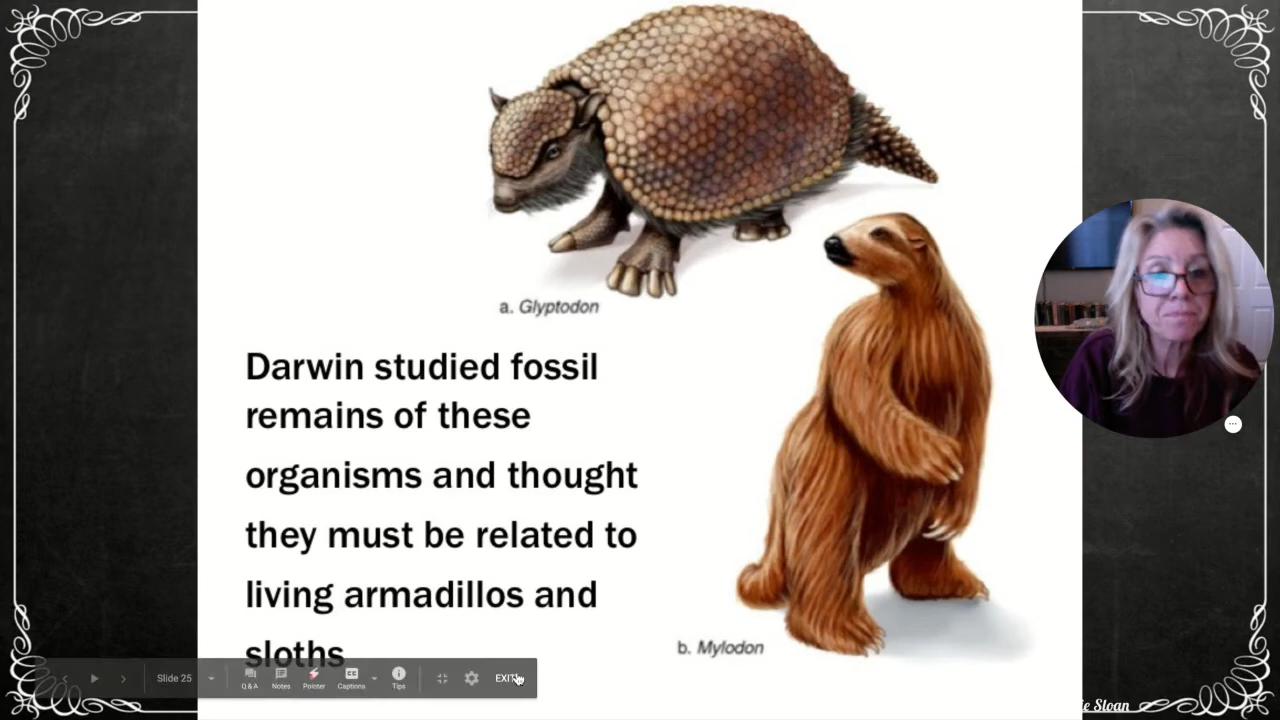 a. Glyptodon
Darwin studied fossil
remains of these
organisms and thought
they must be related to
living armadillos and
sloths
b. Mylodon
Slide 25
Q & A
Notes
Pointer
Captions
Tips
EXIT
Sloan